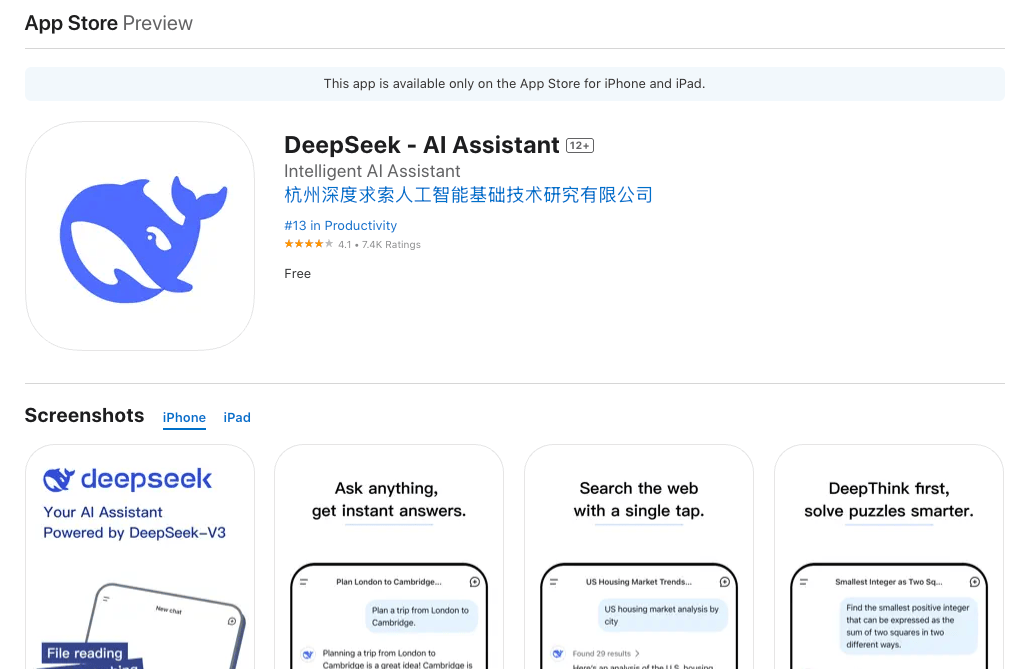 App Store Preview
This app is available only on the App Store for iPhone and iPad.
DeepSeek - AI Assistant 12+
Intelligent AI Assistant
杭州深度求索人工智能基础技术研究有限公司
#13 in Productivity
4.1 • 7.4K Ratings
Free
Screenshots iPhone iPad
deepseek
Your AI Assistant
Powered by DeepSeek-V3
New chat
File reading
Ask anything,
get instant answers.
Plan London to Cambridge...
Plan a trip from London to
Cambridge.
Planning a trip from London to
Cambridge is a great idea! Cambridge is
Search the web
with a single tap.
US Housing Market Trends...
US housing market analysis by
city
Found 29 results
Here's an analysis of the U.S. housing
DeepThink first,
solve puzzles smarter.
Smallest Integer as Two Sq...
Find the smallest positive integer
that can be expressed as the
sum of two squares in two
different ways.